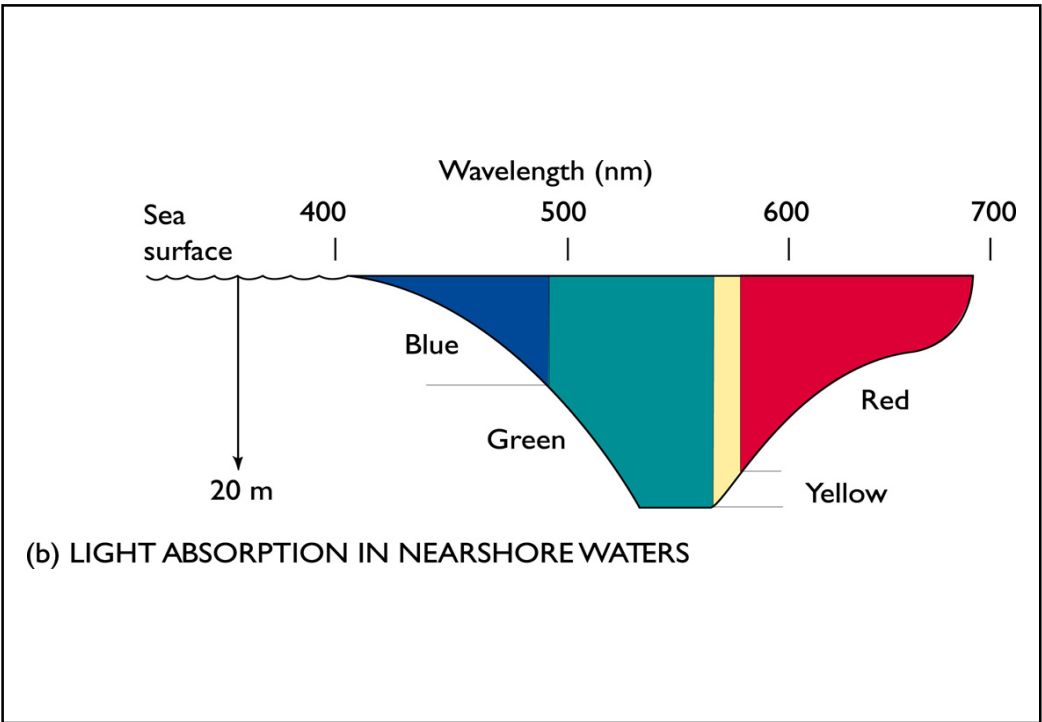 Wavelength (nm)
Sea
surface
400 500 600 700
Blue
Green
Red
Yellow
20 m
(b) LIGHT ABSORPTION IN NEARSHORE WATERS